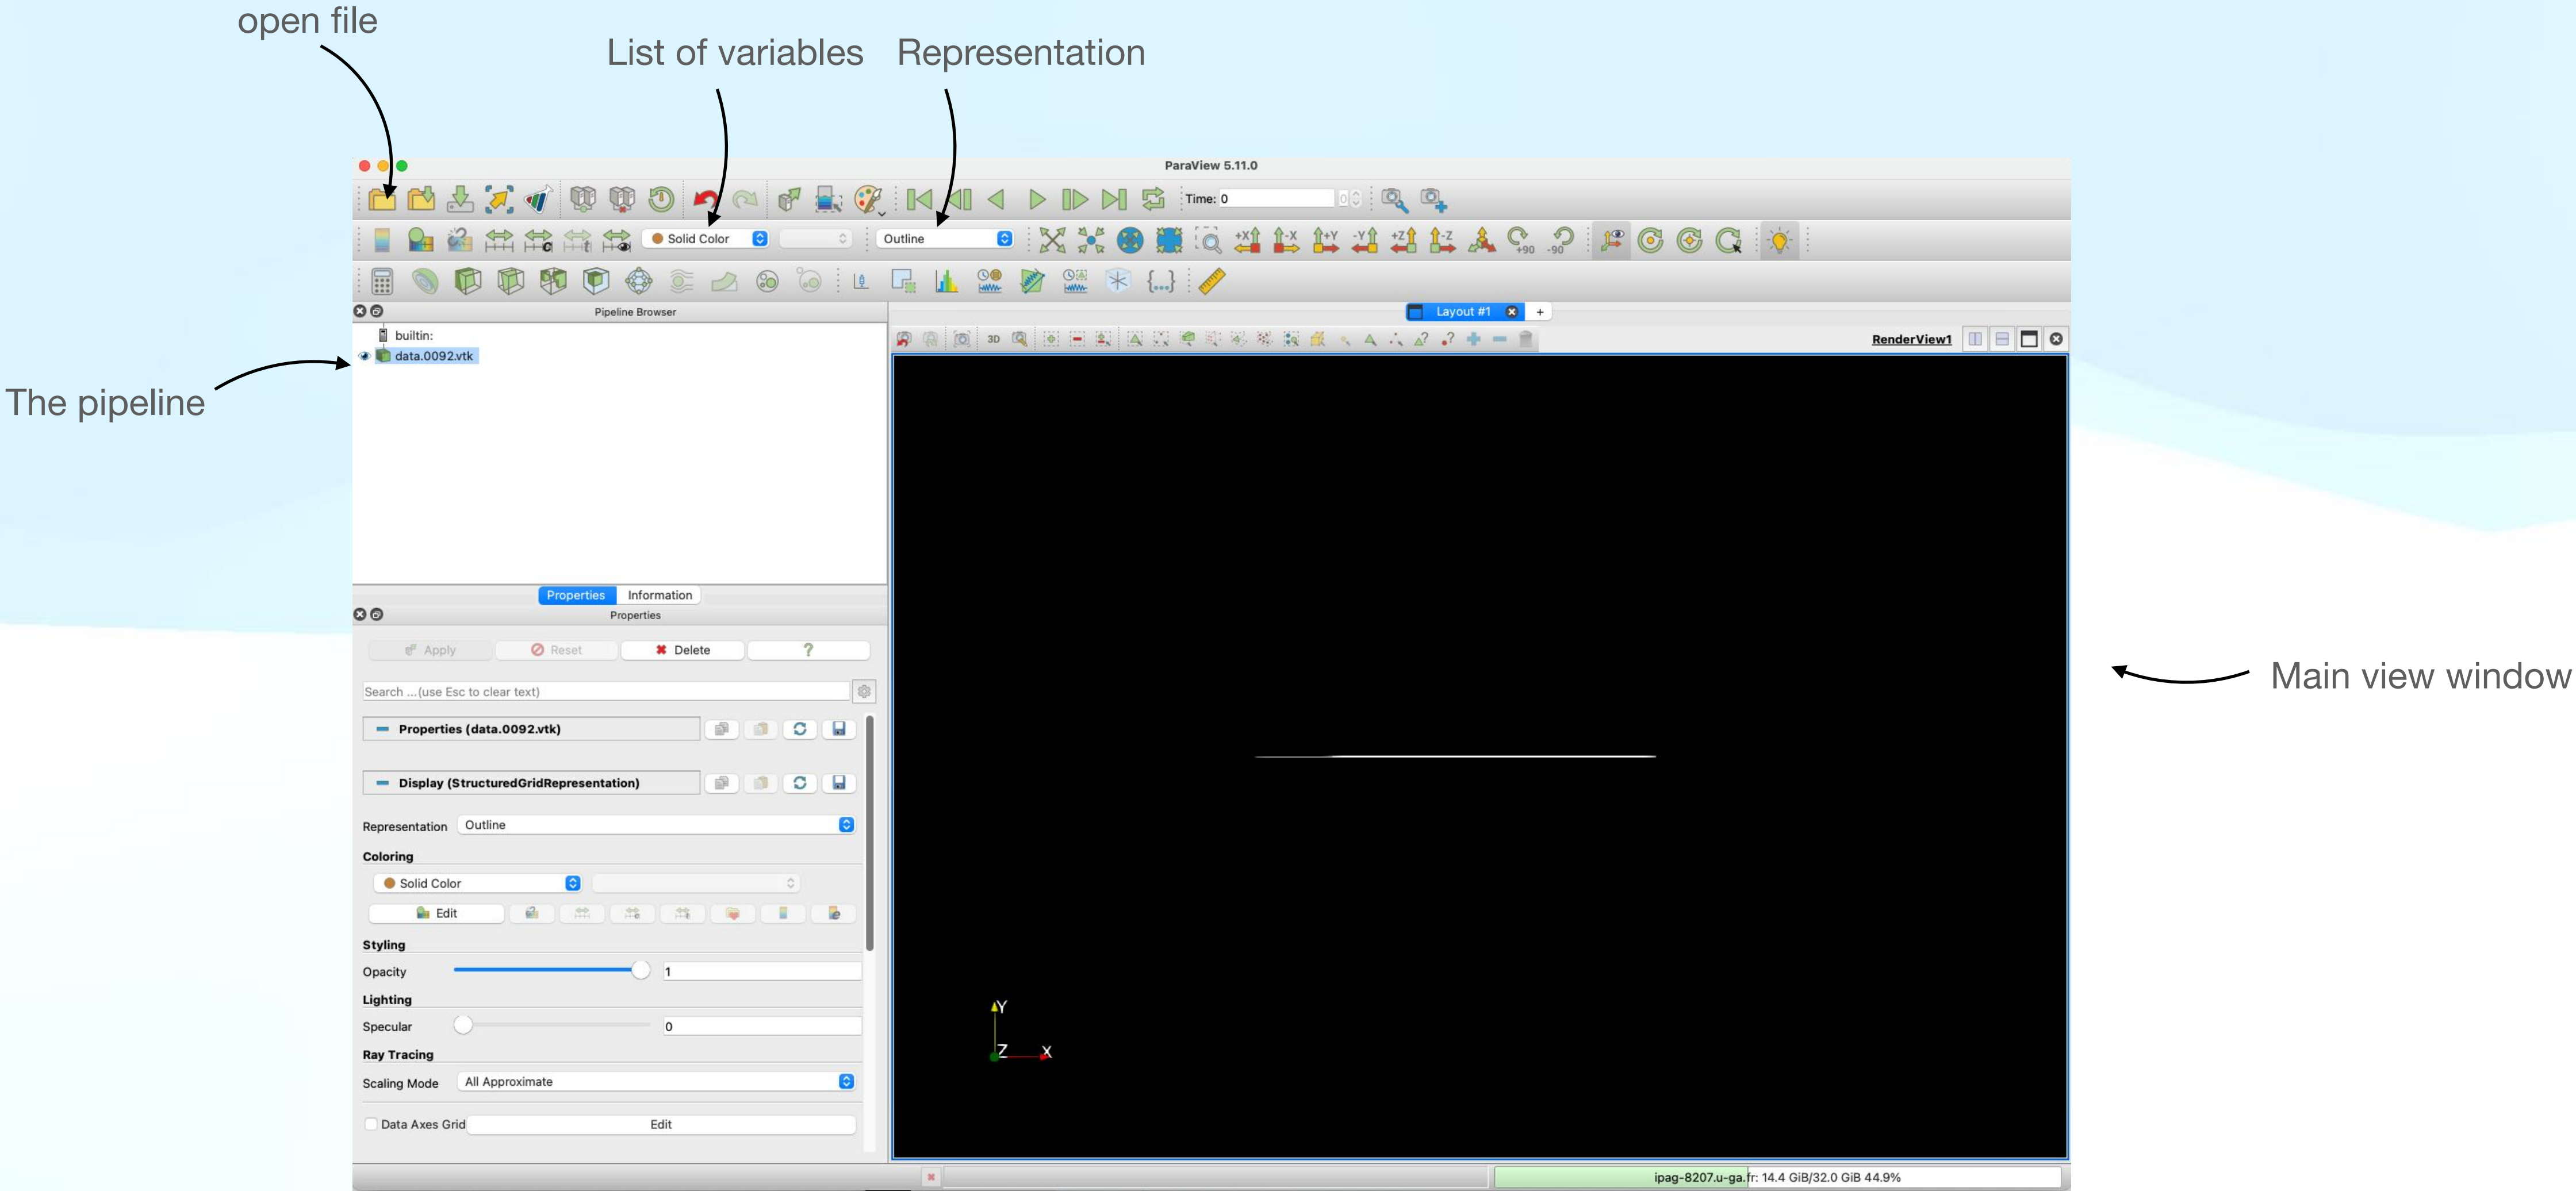 open file
List of variables
Representation
ParaView 5.11.0
Time: 0
0
Solid Color
Outline
+X
-X
+Y
-Y
+Z
-Z
+90
-90
Pipeline Browser
Layout #1
+
builtin:
3D
RenderView1
data.0092.vtk
The pipeline
Properties
Information
Properties
Apply
Reset
Delete
?
Main view window
Search ...(use Esc to clear text)
Properties (data.0092.vtk)
Display (StructuredGridRepresentation)
Representation
Outline
Coloring
Solid Color
Edit
Styling
Opacity
1
Lighting
Specular
0
Ray Tracing
Scaling Mode
All Approximate
Data Axes Grid
Edit
Y
Z
X
ipag-8207.u-ga.fr: 14.4 GiB/32.0 GiB 44.9%